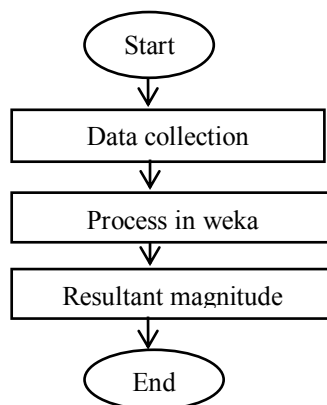 Start
Data collection
Process in weka
Resultant magnitude
End